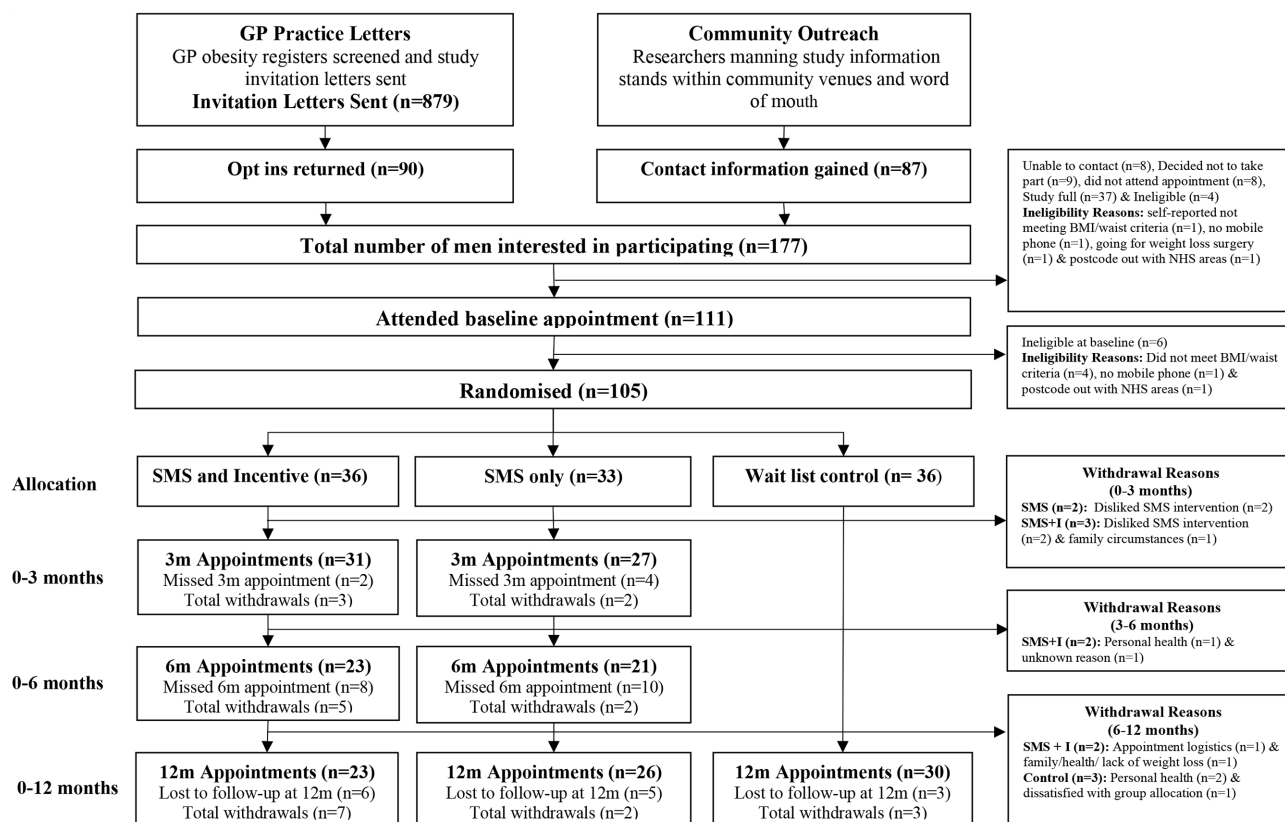 GP Practice Letters
GP obesity registers screened and study
invitation letters sent
Invitation Letters Sent (n=879)
Community Outreach
Researchers manning study information
stands within community venues and word
of mouth
Opt ins returned (n=90)
Contact information gained (n=87)
Unable to contact (n=8), Decided not to take
part (n=9), did not attend appointment (n=8),
Study full (n=37) & Ineligible (n=4)
Ineligibility Reasons: self-reported not
meeting BMI/waist criteria (n=1), no mobile
phone (n=1), going for weight loss surgery
(n=1) & postcode out with NHS areas (n=1)
Total number of men interested in participating (n=177)
Attended baseline appointment (n=111)
Ineligible at baseline (n=6)
Ineligibility Reasons: Did not meet BMI/waist
criteria (n=4), no mobile phone (n=1) &
postcode out with NHS areas (n=1)
Randomised (n=105)
Allocation
SMS and Incentive (n=36)
SMS only (n=33)
Wait list control (n= 36)
Withdrawal Reasons
(0-3 months)
SMS (n=2): Disliked SMS intervention (n=2)
SMS+I (n=3): Disliked SMS intervention
(n=2) & family circumstances (n=1)
0-3 months
3m Appointments (n=31)
Missed 3m appointment (n=2)
Total withdrawals (n=3)
3m Appointments (n=27)
Missed 3m appointment (n=4)
Total withdrawals (n=2)
Withdrawal Reasons
(3-6 months)
SMS+I (n=2): Personal health (n=1) &
unknown reason (n=1)
0-6 months
6m Appointments (n=23)
Missed 6m appointment (n=8)
Total withdrawals (n=5)
6m Appointments (n=21)
Missed 6m appointment (n=10)
Total withdrawals (n=2)
Withdrawal Reasons
(6-12 months)
SMS + I (n=2): Appointment logistics (n=1) &
family/health/ lack of weight loss (n=1)
Control (n=3): Personal health (n=2) &
dissatisfied with group allocation (n=1)
0-12 months
12m Appointments (n=23)
Lost to follow-up at 12m (n=6)
Total withdrawals (n=7)
12m Appointments (n=26)
Lost to follow-up at 12m (n=5)
Total withdrawals (n=2)
12m Appointments (n=30)
Lost to follow-up at 12m (n=3)
Total withdrawals (n=3)